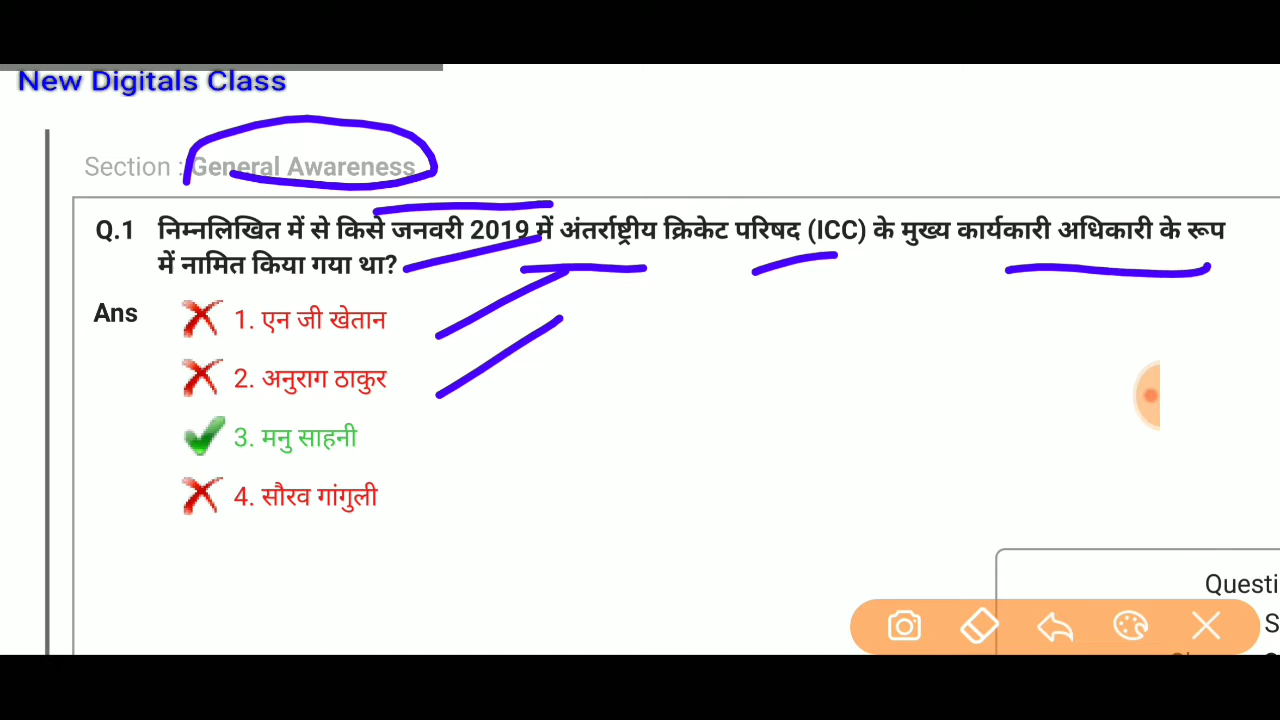 New Digitals Class
Section : General Awareness
Q.1 निम्नलिखित में से किसे जनवरी 2019 में अंतर्राष्ट्रीय क्रिकेट परिषद (ICC) के मुख्य कार्यकारी अधिकारी के रूप
में नामित किया गया था?
Ans
1. एन जी खेतान
2. अनुराग ठाकुर
3. मनु साहनी
4. सौरव गांगुली
Questi
S